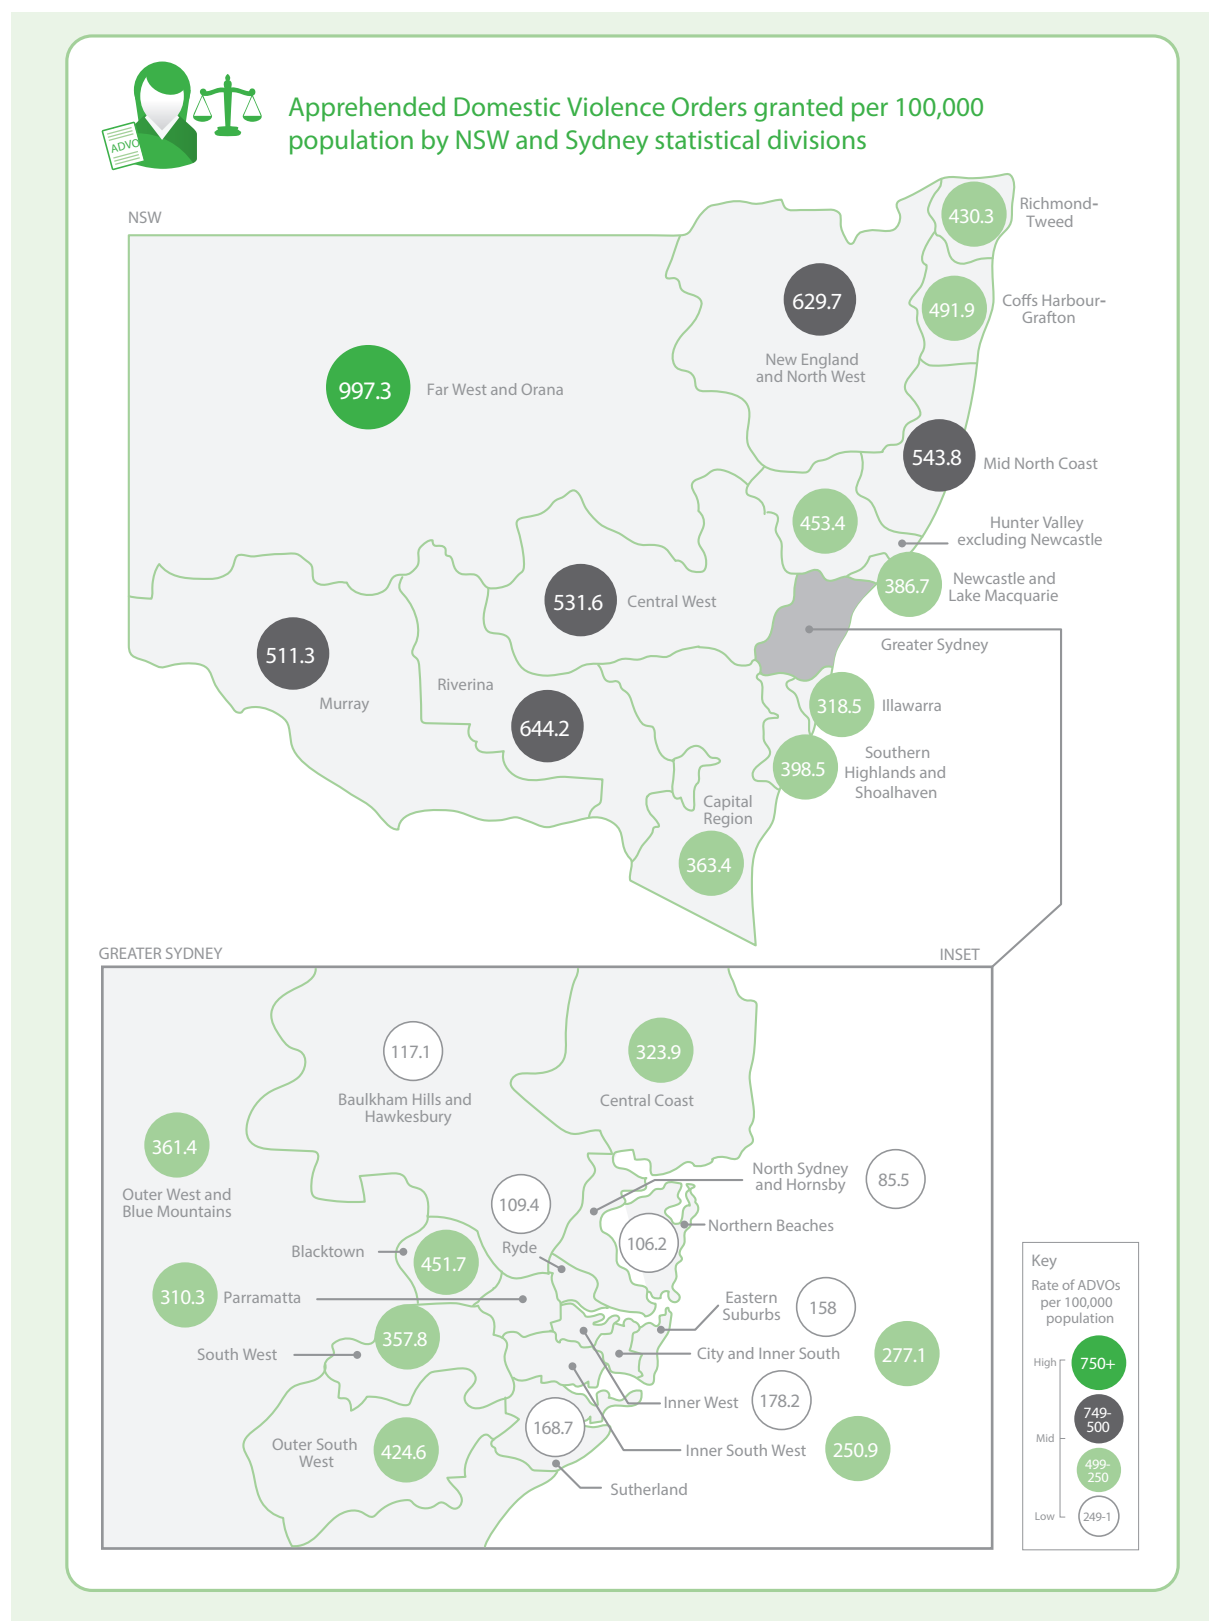 ADVO
Apprehended Domestic Violence Orders granted per 100,000
population by NSW and Sydney statistical divisions
NSW
430.3
Richmond-
Tweed
629.7
New England
and North West
491.9
Coffs Harbour-
Grafton
997.3
Far West and Orana
543.8
Mid North Coast
453.4
Hunter Valley
excluding Newcastle
386.7
Newcastle and
Lake Macquarie
531.6
Central West
Greater Sydney
511.3
Murray
Riverina
644.2
318.5
Illawarra
398.5
Southern
Highlands and
Shoalhaven
Capital
Region
363.4
GREATER SYDNEY
INSET
117.1
Baulkham Hills and
Hawkesbury
323.9
Central Coast
361.4
Outer West and
Blue Mountains
North Sydney
and Hornsby
85.5
109.4
Ryde
106.2
Northern Beaches
Blacktown
451.7
310.3
Parramatta
Eastern
Suburbs
158
357.8
South West
City and Inner South
277.1
Inner West
178.2
168.7
Inner South West
250.9
Outer South
West
424.6
Sutherland
Key
Rate of ADVOs
per 100,000
population
High
750+
749-
500
Mid
499-
250
Low
249-1